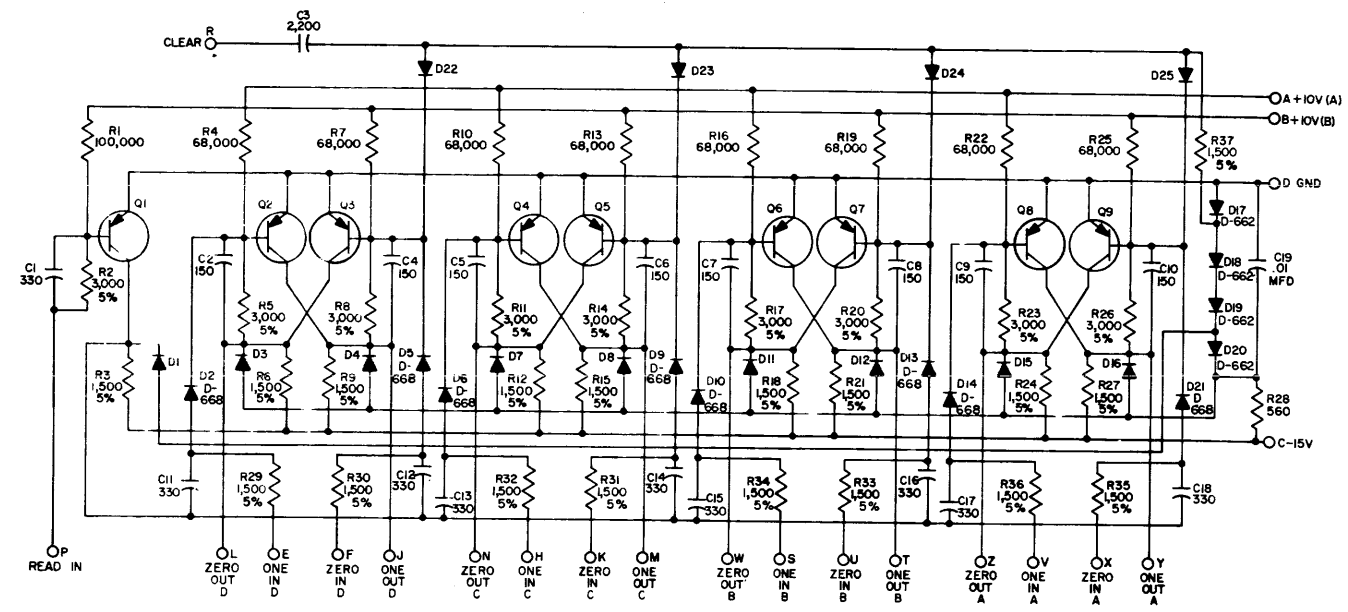 C3
2,200
R
CLEAR
D22
D23
D24
D25
A+10V(A)
B+10V(B)
R1
100,000
R4
68,000
R7
68,000
R10
68,000
R13
68,000
R16
68,000
R19
68,000
R22
68,000
R25
68,000
R37
1,500
5%
D GND
Q1
Q2
Q3
Q4
Q5
Q6
Q7
Q8
Q9
D17
D-662
D18
D-662
D19
D-662
D20
D-662
C19
.01
MFD
C1
330
R2
3,000
5%
C2
150
C4
150
C5
150
C6
150
C7
150
C8
150
C9
150
C10
150
R5
3,000
5%
R8
3,000
5%
R11
3,000
5%
R14
3,000
5%
R17
3,000
5%
R20
3,000
5%
R23
3,000
5%
R26
3,000
5%
R3
1,500
5%
D1
D2
D-
668
D3
R6
1,500
5%
R9
1,500
5%
D4
D5
D-
668
D6
D-
668
D7
R12
1,500
5%
R15
1,500
5%
D8
D9
D-
668
D10
D-
668
D11
R18
1,500
5%
R21
1,500
5%
D12
D13
D-
668
D14
D-
668
D15
R24
1,500
5%
R27
1,500
5%
D16
D21
D
668
R28
560
C-15V
C11
330
R29
1,500
5%
R30
1,500
5%
C12
330
C13
330
R32
1,500
5%
R31
1,500
5%
C14
330
C15
330
R34
1,500
5%
R33
1,500
5%
C16
330
C17
330
R36
1,500
5%
R35
1,500
5%
C18
330
P
READ IN
L
ZERO
OUT
D
E
ONE
IN
D
F
ZERO
IN
D
J
ONE
OUT
D
N
ZERO
OUT
C
H
ONE
IN
C
K
ZERO
IN
C
M
ONE
OUT
C
W
ZERO
OUT
B
S
ONE
IN
B
U
ZERO
IN
B
T
ONE
OUT
B
Z
ZERO
OUT
A
V
ONE
IN
A
X
ZERO
IN
A
Y
ONE
OUT
A